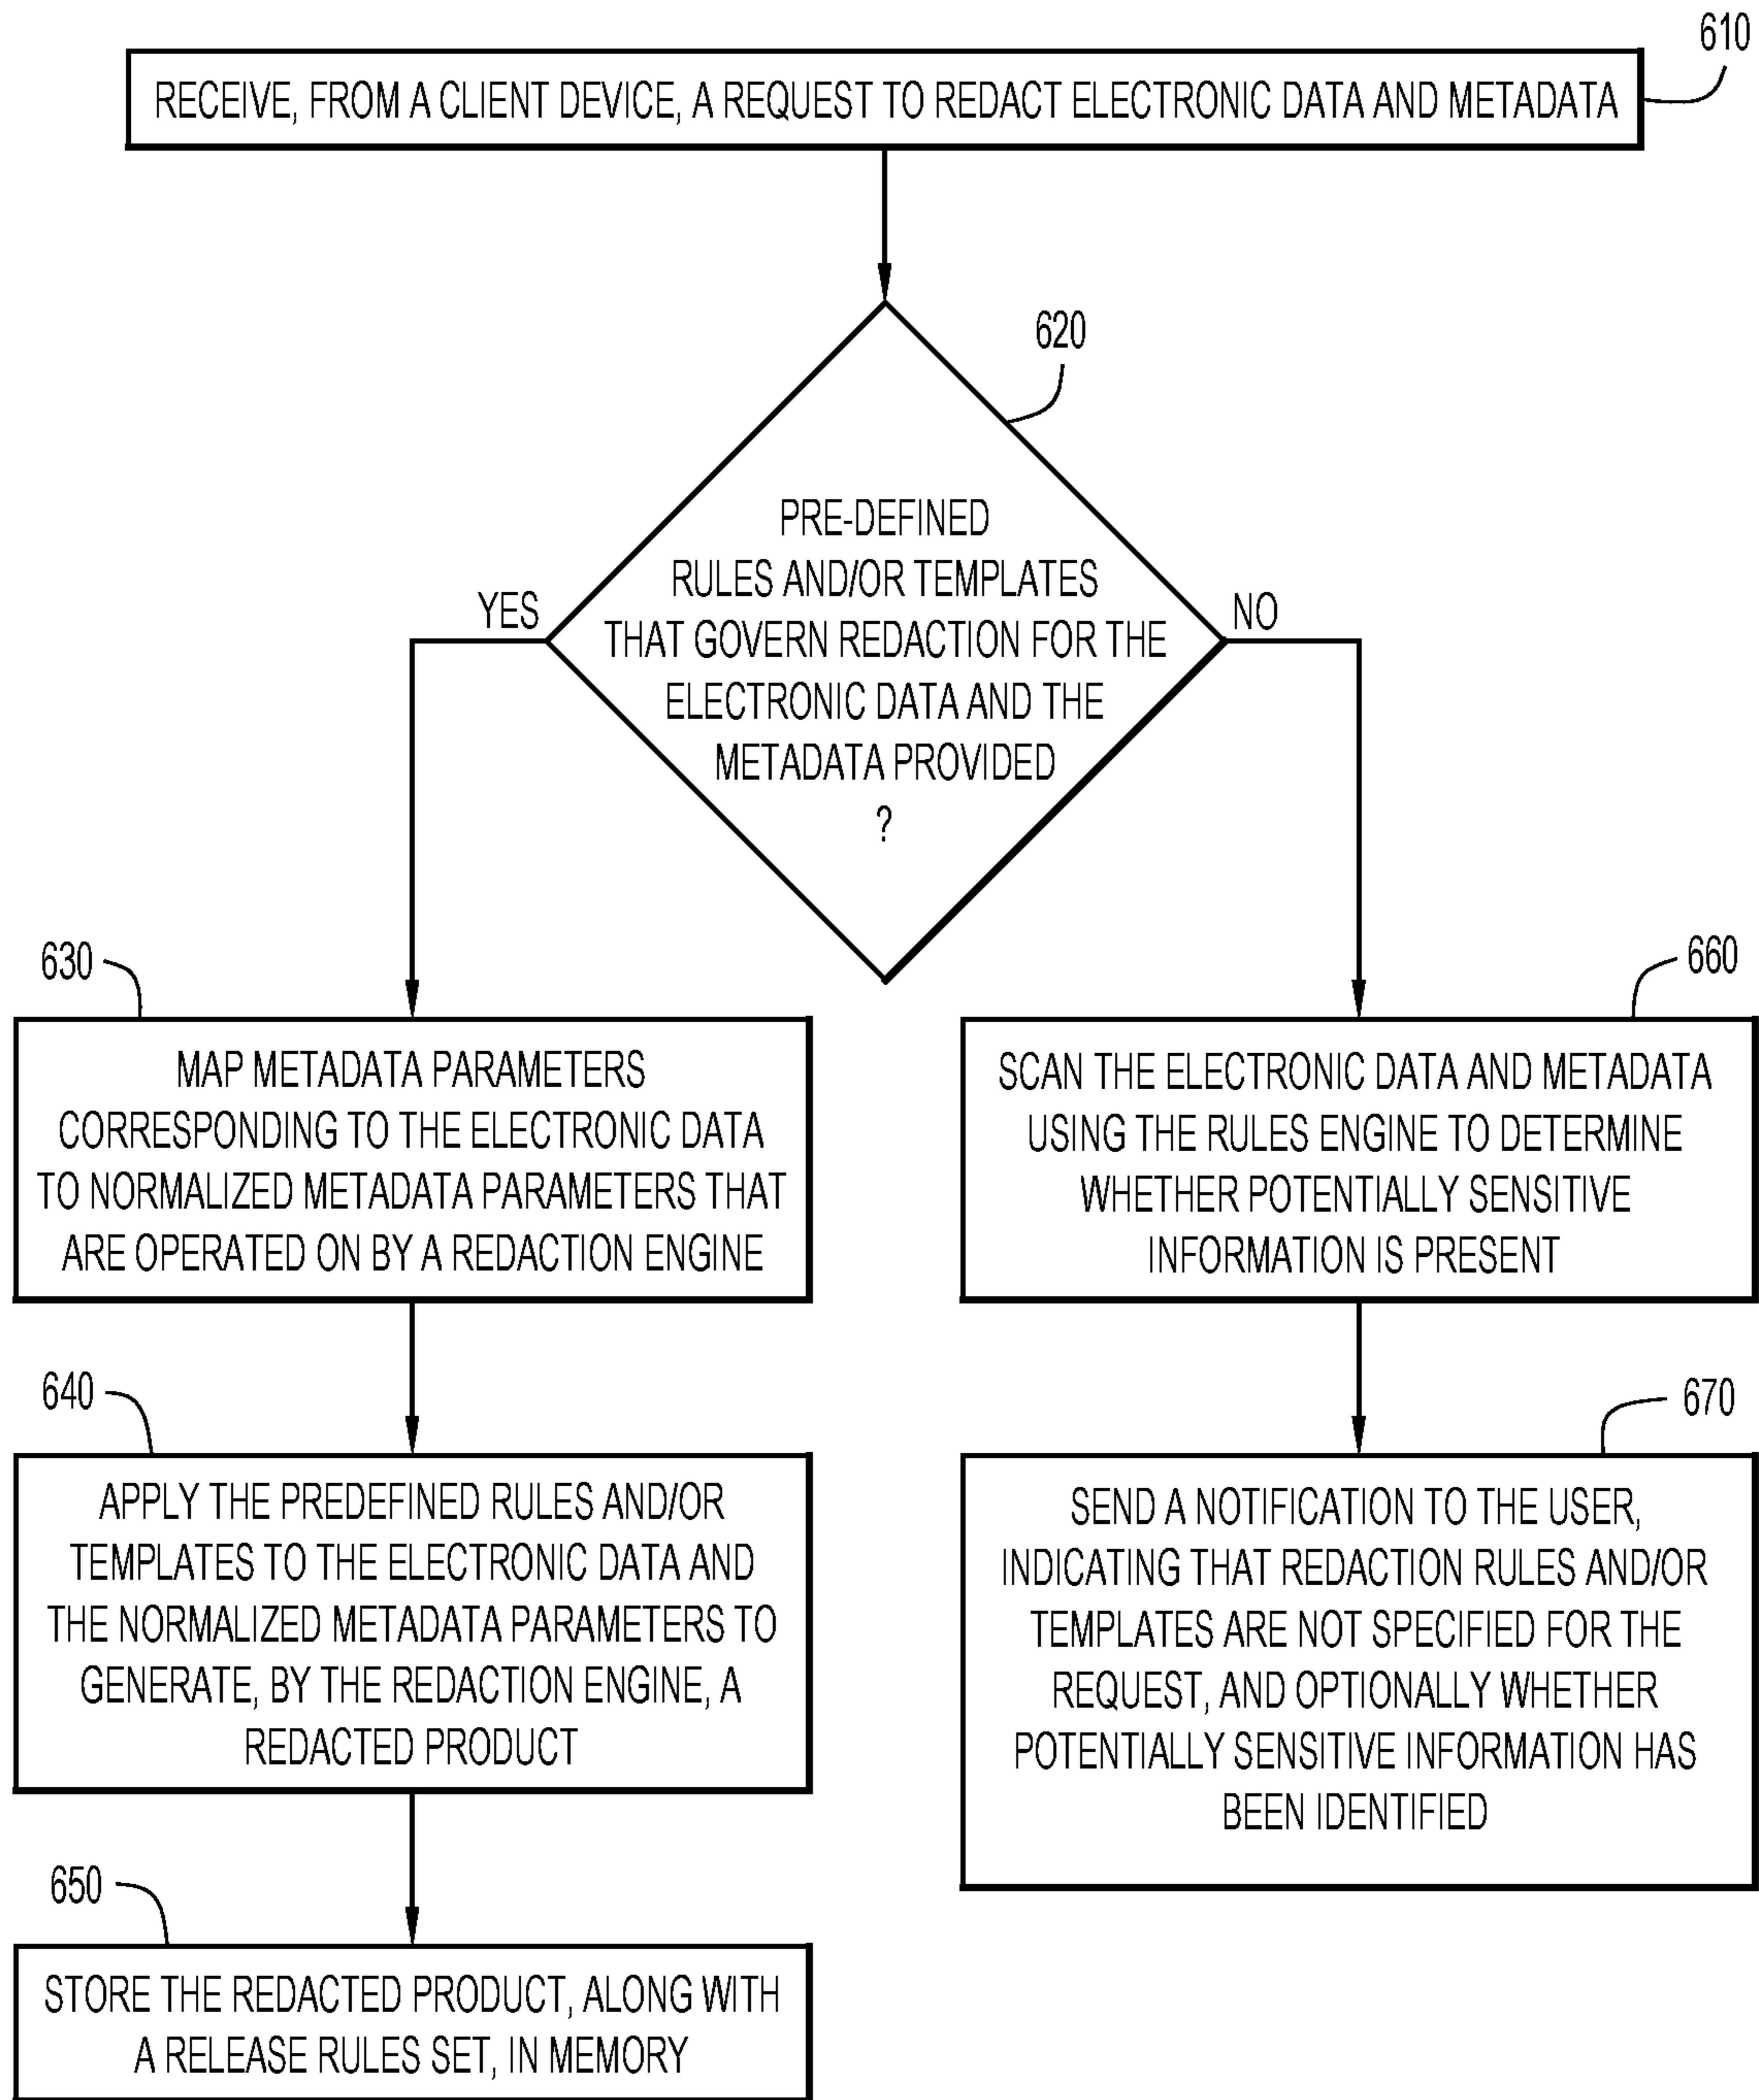 610
RECEIVE, FROM A CLIENT DEVICE, A REQUEST TO REDACT ELECTRONIC DATA AND METADATA
620
PRE-DEFINED
RULES AND/OR TEMPLATES
THAT GOVERN REDACTION FOR THE
ELECTRONIC DATA AND THE
METADATA PROVIDED
?
YES
NO
630
MAP METADATA PARAMETERS
CORRESPONDING TO THE ELECTRONIC DATA
TO NORMALIZED METADATA PARAMETERS THAT
ARE OPERATED ON BY A REDACTION ENGINE
660
SCAN THE ELECTRONIC DATA AND METADATA
USING THE RULES ENGINE TO DETERMINE
WHETHER POTENTIALLY SENSITIVE
INFORMATION IS PRESENT
640
APPLY THE PREDEFINED RULES AND/OR
TEMPLATES TO THE ELECTRONIC DATA AND
THE NORMALIZED METADATA PARAMETERS TO
GENERATE, BY THE REDACTION ENGINE, A
REDACTED PRODUCT
670
SEND A NOTIFICATION TO THE USER,
INDICATING THAT REDACTION RULES AND/OR
TEMPLATES ARE NOT SPECIFIED FOR THE
REQUEST, AND OPTIONALLY WHETHER
POTENTIALLY SENSITIVE INFORMATION HAS
BEEN IDENTIFIED
650
STORE THE REDACTED PRODUCT, ALONG WITH
A RELEASE RULES SET, IN MEMORY